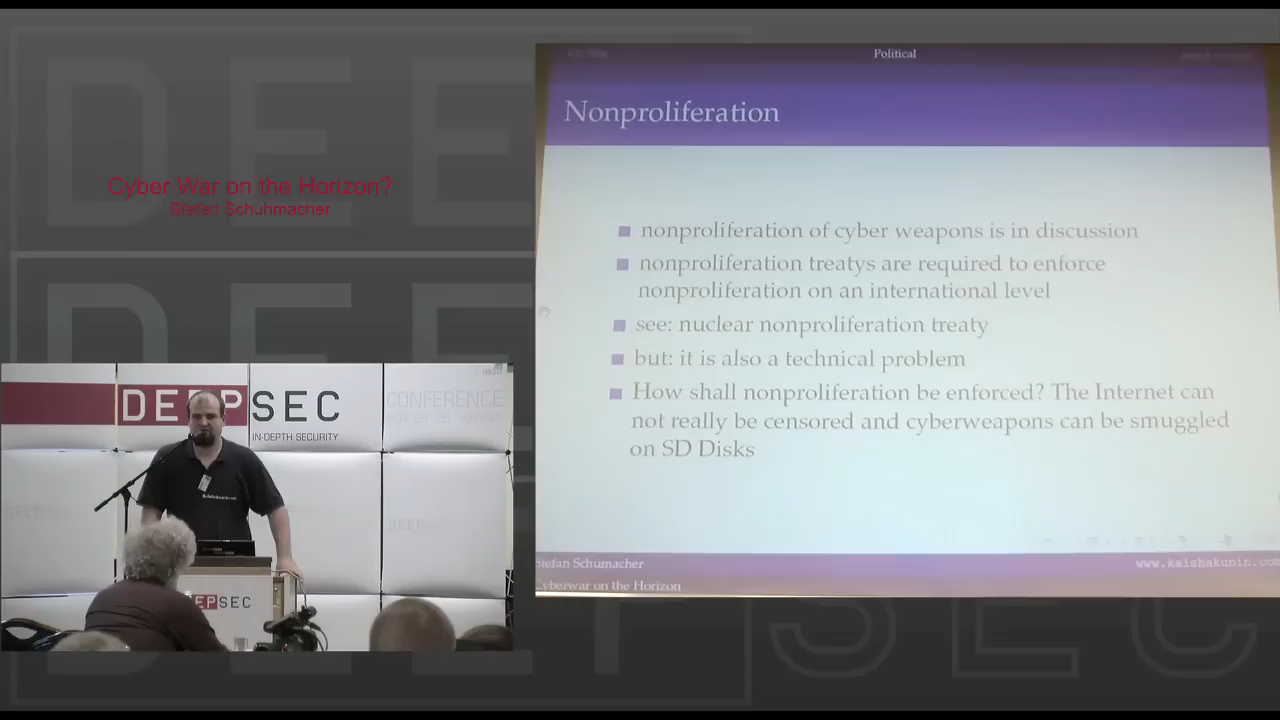 Political
Nonproliferation
Cyber War on the Horizon?
Stefan Schuhmacher
nonproliferation of cyber weapons is in discussion
nonproliferation treatys are required to enforce
nonproliferation on an international level
see: nuclear nonproliferation treaty
but: it is also a technical problem
How shall nonproliferation be enforced? The Internet can
not really be censored and cyberweapons can be smuggled
on SD Disks
DEEPSEC
IN-DEPTH SECURITY
CONFERENCE
DEEPSEC
Stefan Schumacher
www.kaishakunin.com
Cyberwar on the Horizon